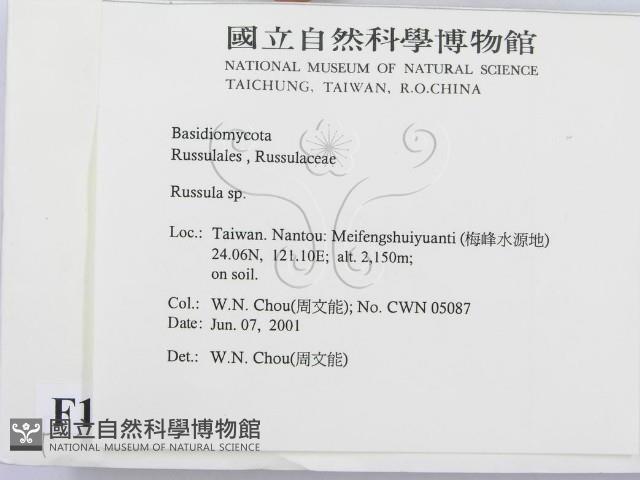 國立自然科學博物館
NATIONAL MUSEUM OF NATURAL SCIENCE
TAICHUNG, TAIWAN, R.O.CHINA
Basidiomycota
Russulales , Russulaceae
Russula sp.
Loc.: Taiwan. Nantou: Meifengshuiyuanti (梅峰水源地)
24.06N, 121.10E; alt. 2,150m;
on soil.
Col.: W.N. Chou(周文能); No. CWN 05087
Date: Jun. 07, 2001
Det.: W.N. Chou(周文能)
F1
國立自然科學博物館
NATIONAL MUSEUM OF NATURAL SCIENCE